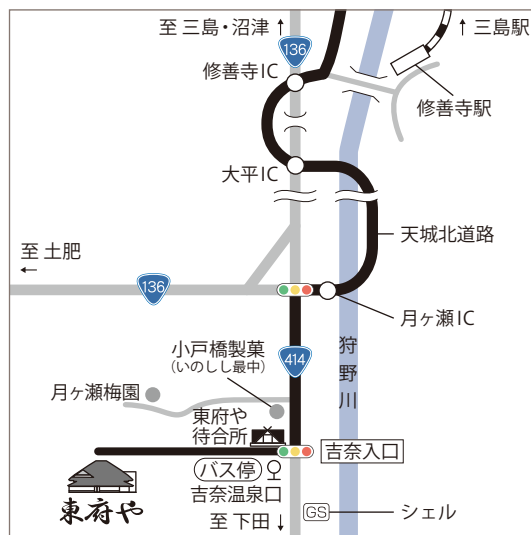 至 三島・沼津↑
↑ 三島駅
136
修善寺IC
修善寺駅
大平IC
天城北道路
至 土肥
←
136
月ヶ瀬IC
狩野川
小戸橋製菓
(いのしし最中)
414
月ヶ瀬梅園
東府や
待合所
吉奈入口
バス停
吉奈温泉口
東府や
至 下田↓
GS
シェル